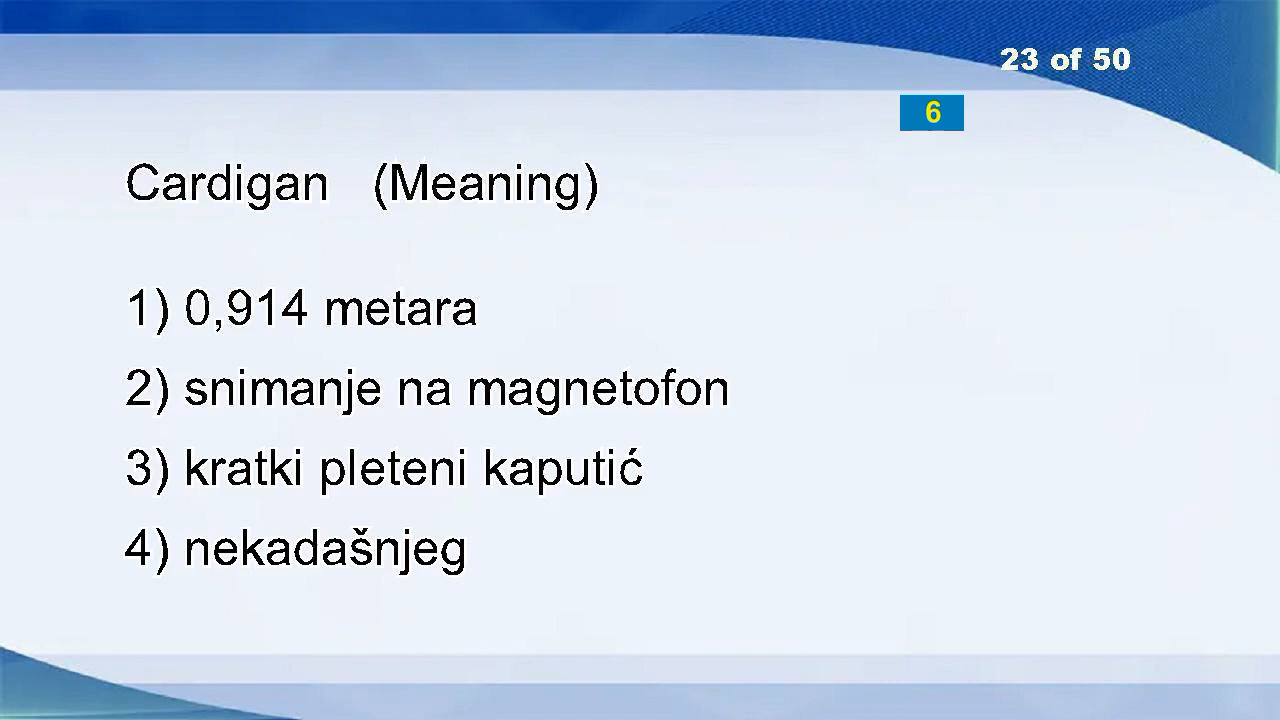 23 of 50
6
Cardigan (Meaning)
1) 0,914 metara
2) snimanje na magnetofon
3) kratki pleteni kaputić
4) nekadašnjeg